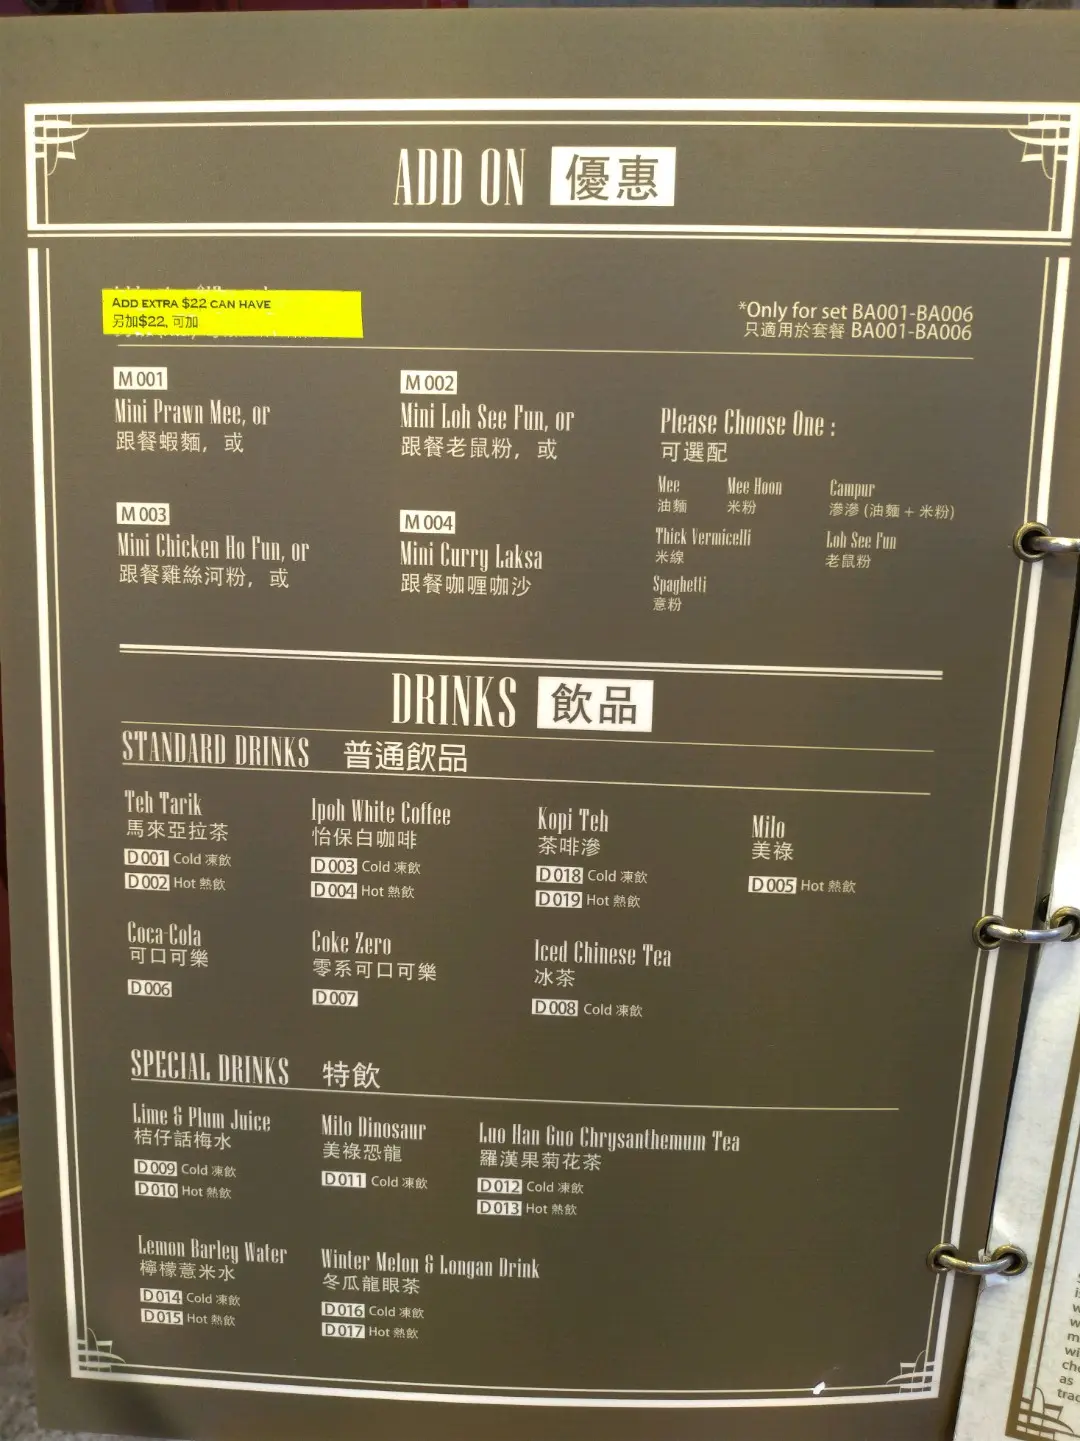 ADD ON 優惠
ADD EXTRA $22 CAN HAVE
另加$22, 可加
*Only for set BA001-BA006
只適用於套餐 BA001-BA006
M001
Mini Prawn Mee, or
跟餐蝦麵，或
M002
Mini Loh See Fun, or
跟餐老鼠粉，或
M003
Mini Chicken Ho Fun, or
跟餐雞絲河粉，或
M004
Mini Curry Laksa
跟餐咖喱咖沙
Please Choose One :
可選配
Mee
油麵
Mee Hoon
米粉
Campur
滲滲 (油麵 + 米粉)
Thick Vermicelli
米線
Loh See Fun
老鼠粉
Spaghetti
意粉
DRINKS 飲品
STANDARD DRINKS 普通飲品
Teh Tarik
馬來亞拉茶
D001 Cold 凍飲
D002 Hot 熱飲
Ipoh White Coffee
怡保白咖啡
D003 Cold 凍飲
D004 Hot 熱飲
Kopi Teh
茶啡滲
D018 Cold 凍飲
D019 Hot 熱飲
Milo
美祿
D005 Hot 熱飲
Coca-Cola
可口可樂
D006
Coke Zero
零系可口可樂
D007
Iced Chinese Tea
冰茶
D008 Cold 凍飲
SPECIAL DRINKS 特飲
Lime & Plum Juice
桔仔話梅水
D009 Cold 凍飲
D010 Hot 熱飲
Milo Dinosaur
美祿恐龍
D011 Cold 凍飲
Luo Han Guo Chrysanthemum Tea
羅漢果菊花茶
D012 Cold 凍飲
D013 Hot 熱飲
Lemon Barley Water
檸檬薏米水
D014 Cold 凍飲
D015 Hot 熱飲
Winter Melon & Longan Drink
冬瓜龍眼茶
D016 Cold 凍飲
D017 Hot 熱飲